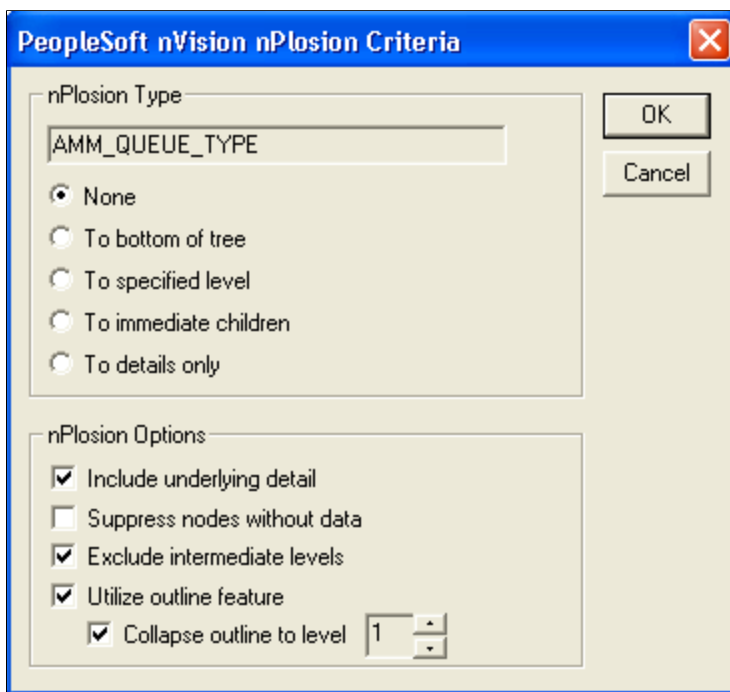 PeopleSoft nVision nPlosion Criteria
nPlosion Type
AMM_QUEUE_TYPE
None
To bottom of tree
To specified level
To immediate children
To details only
OK
Cancel
nPlosion Options
Include underlying detail
Suppress nodes without data
Exclude intermediate levels
Utilize outline feature
Collapse outline to level 1